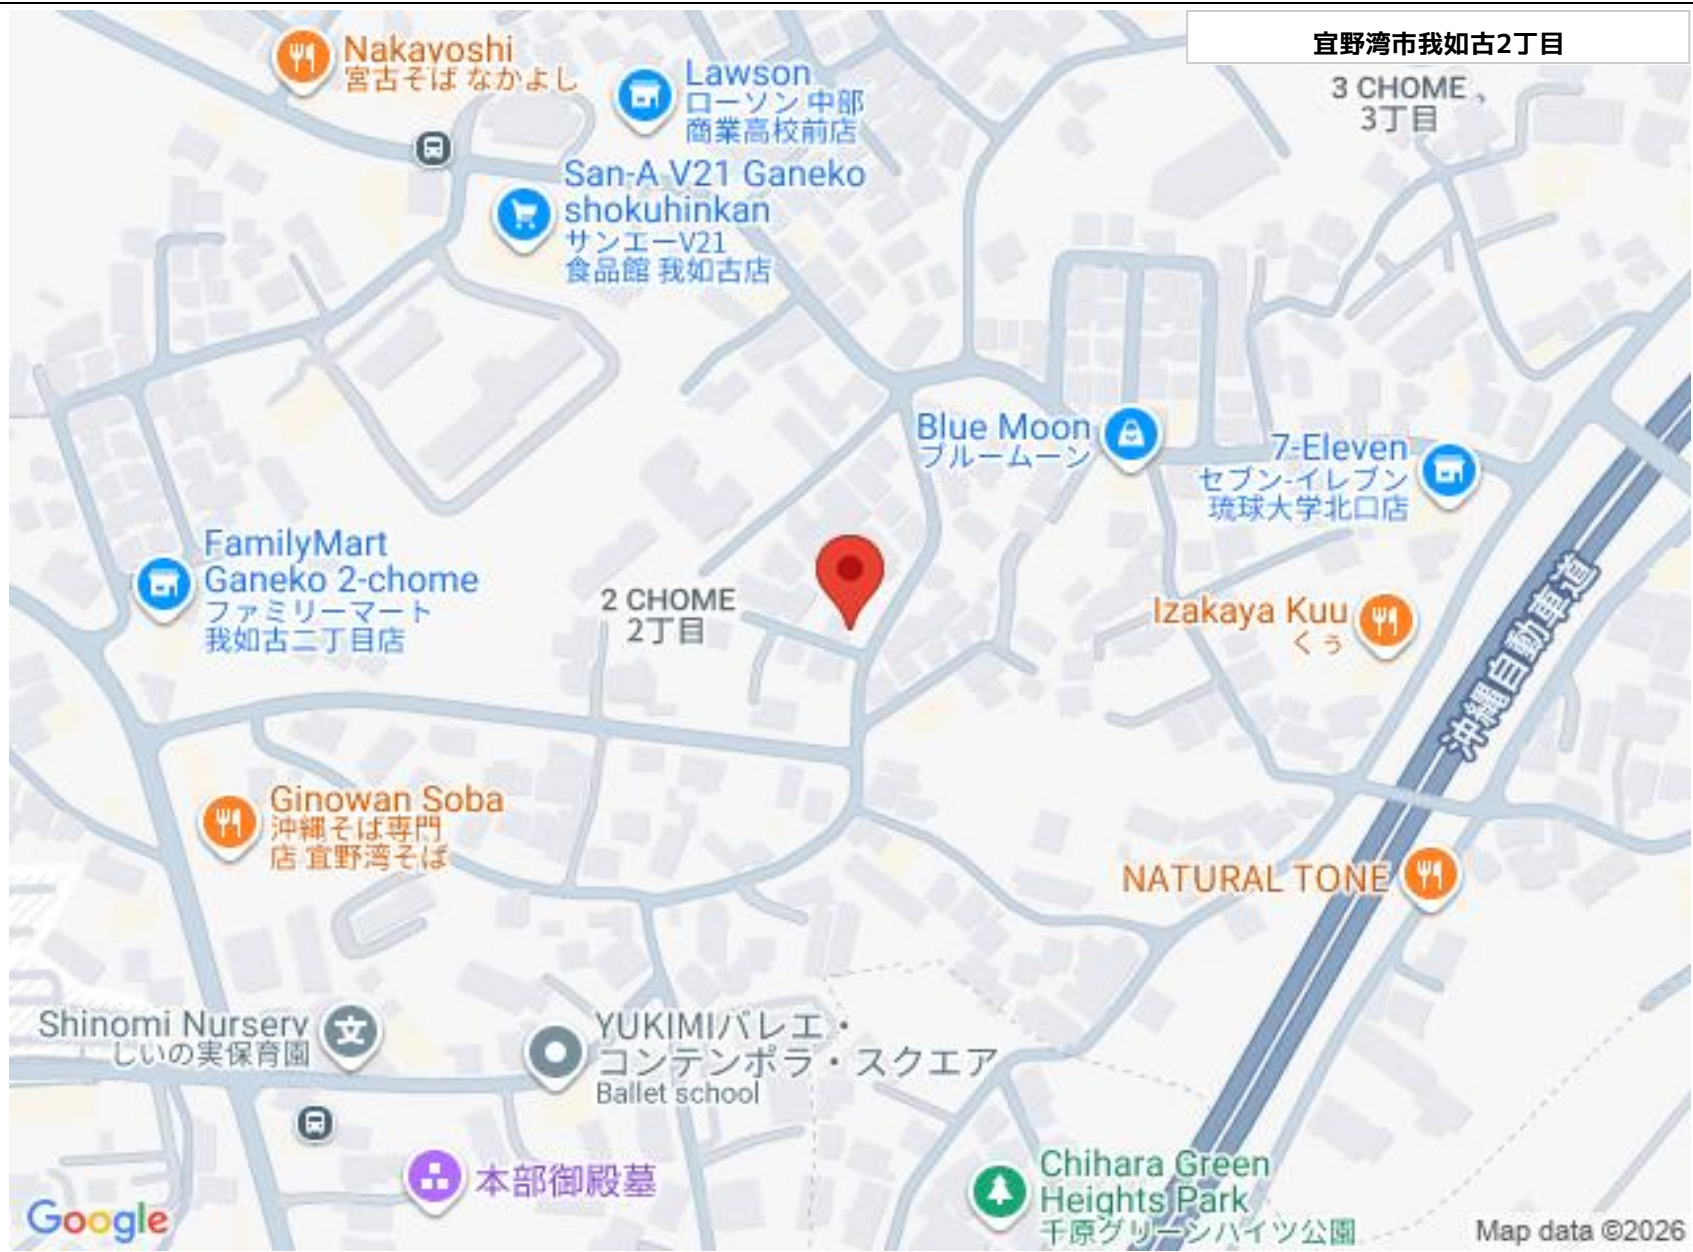 宜野湾市我如古2丁目
Nakayoshi
宮古そば なかよし
Lawson
ローソン 中部
商業高校前店
3 CHOME 、
3丁目
San-A V21 Ganeko
shokuhinkan
サンエーV21
食品館 我如古店
Blue Moon
ブルームーン
7-Eleven
セブン-イレブン
琉球大学北口店
FamilyMart
Ganeko 2-chome
ファミリーマート
我如古二丁目店
2 CHOME
2丁目
Izakaya Kuu
くぅ
沖縄自動車道
Ginowan Soba
沖縄そば専門
店 宜野湾そば
NATURAL TONE
Shinomi Nursery
しいの実保育園
文
YUKIMIバレエ・
コンテンポラ・スクエア
Ballet school
本部御殿墓
Chihara Green
Heights Park
千原グリーンハイツ公園
Google
Map data ©2026